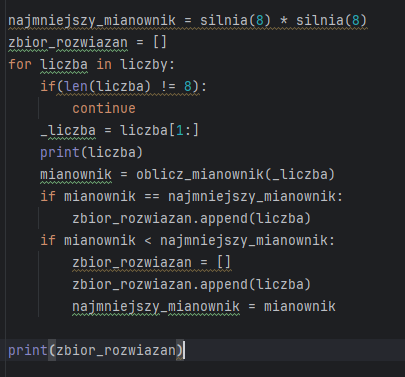 najmniejszy_mianownik = silnia(8) * silnia(8)
zbior_rozwiazan = []
for liczba in liczby:
    if(len(liczba) != 8):
        continue
    _liczba = liczba[1:]
    print(liczba)
    mianownik = oblicz_mianownik(_liczba)
    if mianownik == najmniejszy_mianownik:
        zbior_rozwiazan.append(liczba)
    if mianownik < najmniejszy_mianownik:
        zbior_rozwiazan = []
        zbior_rozwiazan.append(liczba)
        najmniejszy_mianownik = mianownik
print(zbior_rozwiazan)